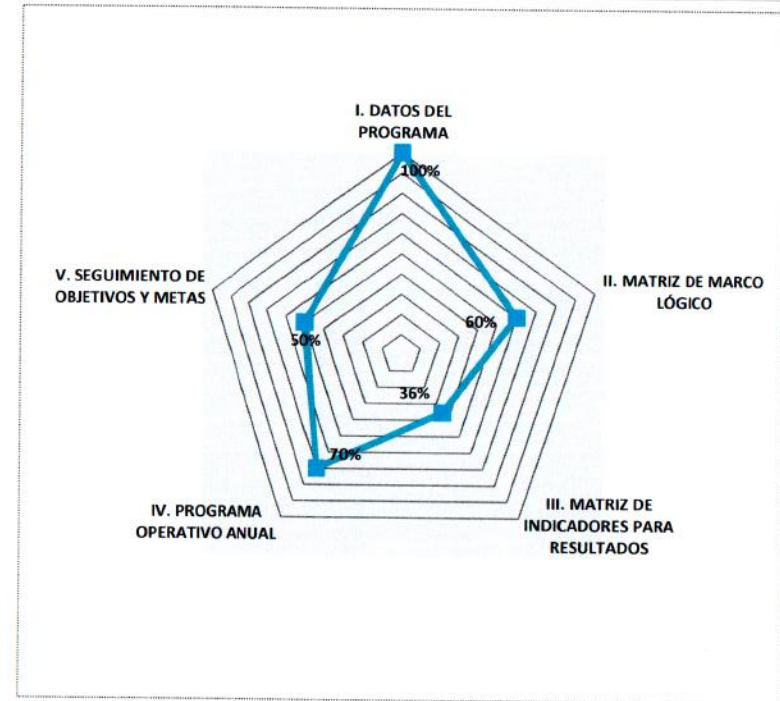 I. DATOS DEL
PROGRAMA
100%
II. MATRIZ DE MARCO
LÓGICO
60%
36%
III. MATRIZ DE
INDICADORES PARA
RESULTADOS
70%
IV. PROGRAMA
OPERATIVO ANUAL
50%
V. SEGUIMIENTO DE
OBJETIVOS Y METAS